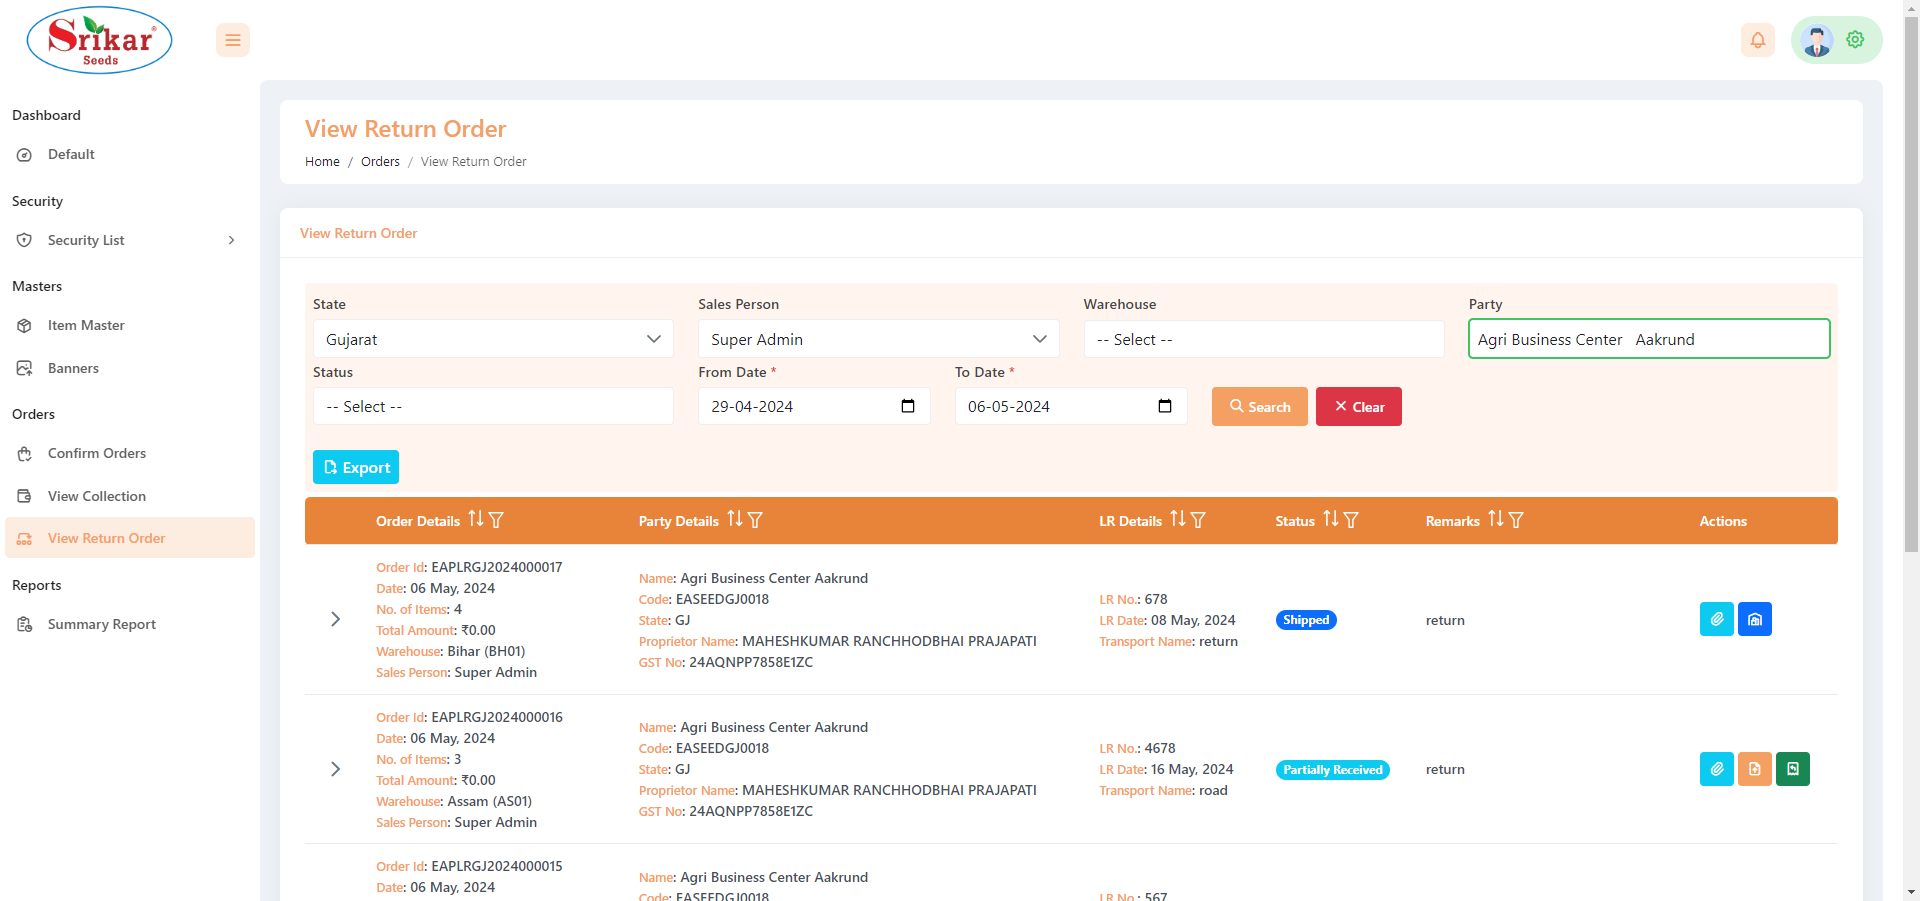 Srikar®
Seeds
Dashboard
Default
Security
Security List
Masters
Item Master
Banners
Orders
Confirm Orders
View Collection
View Return Order
Reports
Summary Report
View Return Order
Home / Orders / View Return Order
View Return Order
State
Gujarat
Sales Person
Super Admin
Warehouse
-- Select --
Party
Agri Business Center   Aakrund
Status
-- Select --
From Date *
29-04-2024
To Date *
06-05-2024
Search
Clear
Export
Order Details Party Details LR Details Status Remarks Actions
Order Id: EAPLRGJ2024000017
Date: 06 May, 2024
No. of Items: 4
Total Amount: ₹0.00
Warehouse: Bihar (BH01)
Sales Person: Super Admin
Name: Agri Business Center Aakrund
Code: EASEEDGJ0018
State: GJ
Proprietor Name: MAHESHKUMAR RANCHHODBHAI PRAJAPATI
GST No: 24AQNPP7858E1ZC
LR No.: 678
LR Date: 08 May, 2024
Transport Name: return
Shipped
return
Order Id: EAPLRGJ2024000016
Date: 06 May, 2024
No. of Items: 3
Total Amount: ₹0.00
Warehouse: Assam (AS01)
Sales Person: Super Admin
Name: Agri Business Center Aakrund
Code: EASEEDGJ0018
State: GJ
Proprietor Name: MAHESHKUMAR RANCHHODBHAI PRAJAPATI
GST No: 24AQNPP7858E1ZC
LR No.: 4678
LR Date: 16 May, 2024
Transport Name: road
Partially Received
return
Order Id: EAPLRGJ2024000015
Date: 06 May, 2024
Name: Agri Business Center Aakrund
Code: EASEEDGJ0018
LR No.: 567